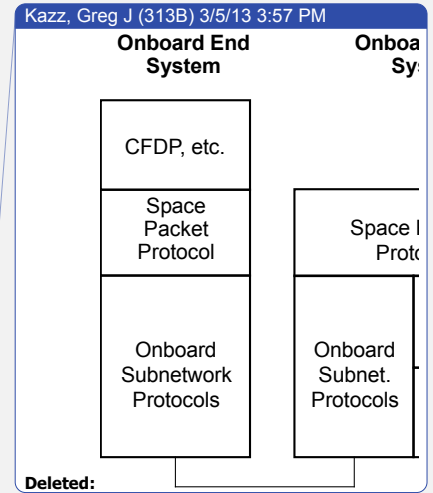 Kazz, Greg J (313B) 3/5/13 3:57 PM
Onboard End
System
CFDP, etc.
Space
Packet
Protocol
Onboard
Subnetwork
Protocols
Space
Onboard
Subnet.
Protocols
Deleted: